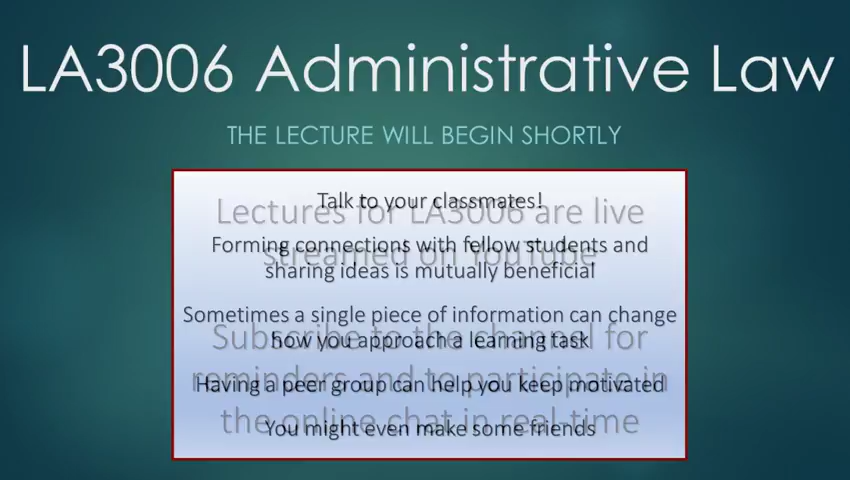 LA3006 Administrative Law
THE LECTURE WILL BEGIN SHORTLY
Talk to your classmates!
Lectures for LA3006 are live
streamed on YouTube
Forming connections with fellow students and
sharing ideas is mutually beneficial
Sometimes a single piece of information can change
how you approach a learning task
Subscribe to the channel for
reminders and to participate in
the online chat in real-time
Having a peer group can help you keep motivated
You might even make some friends